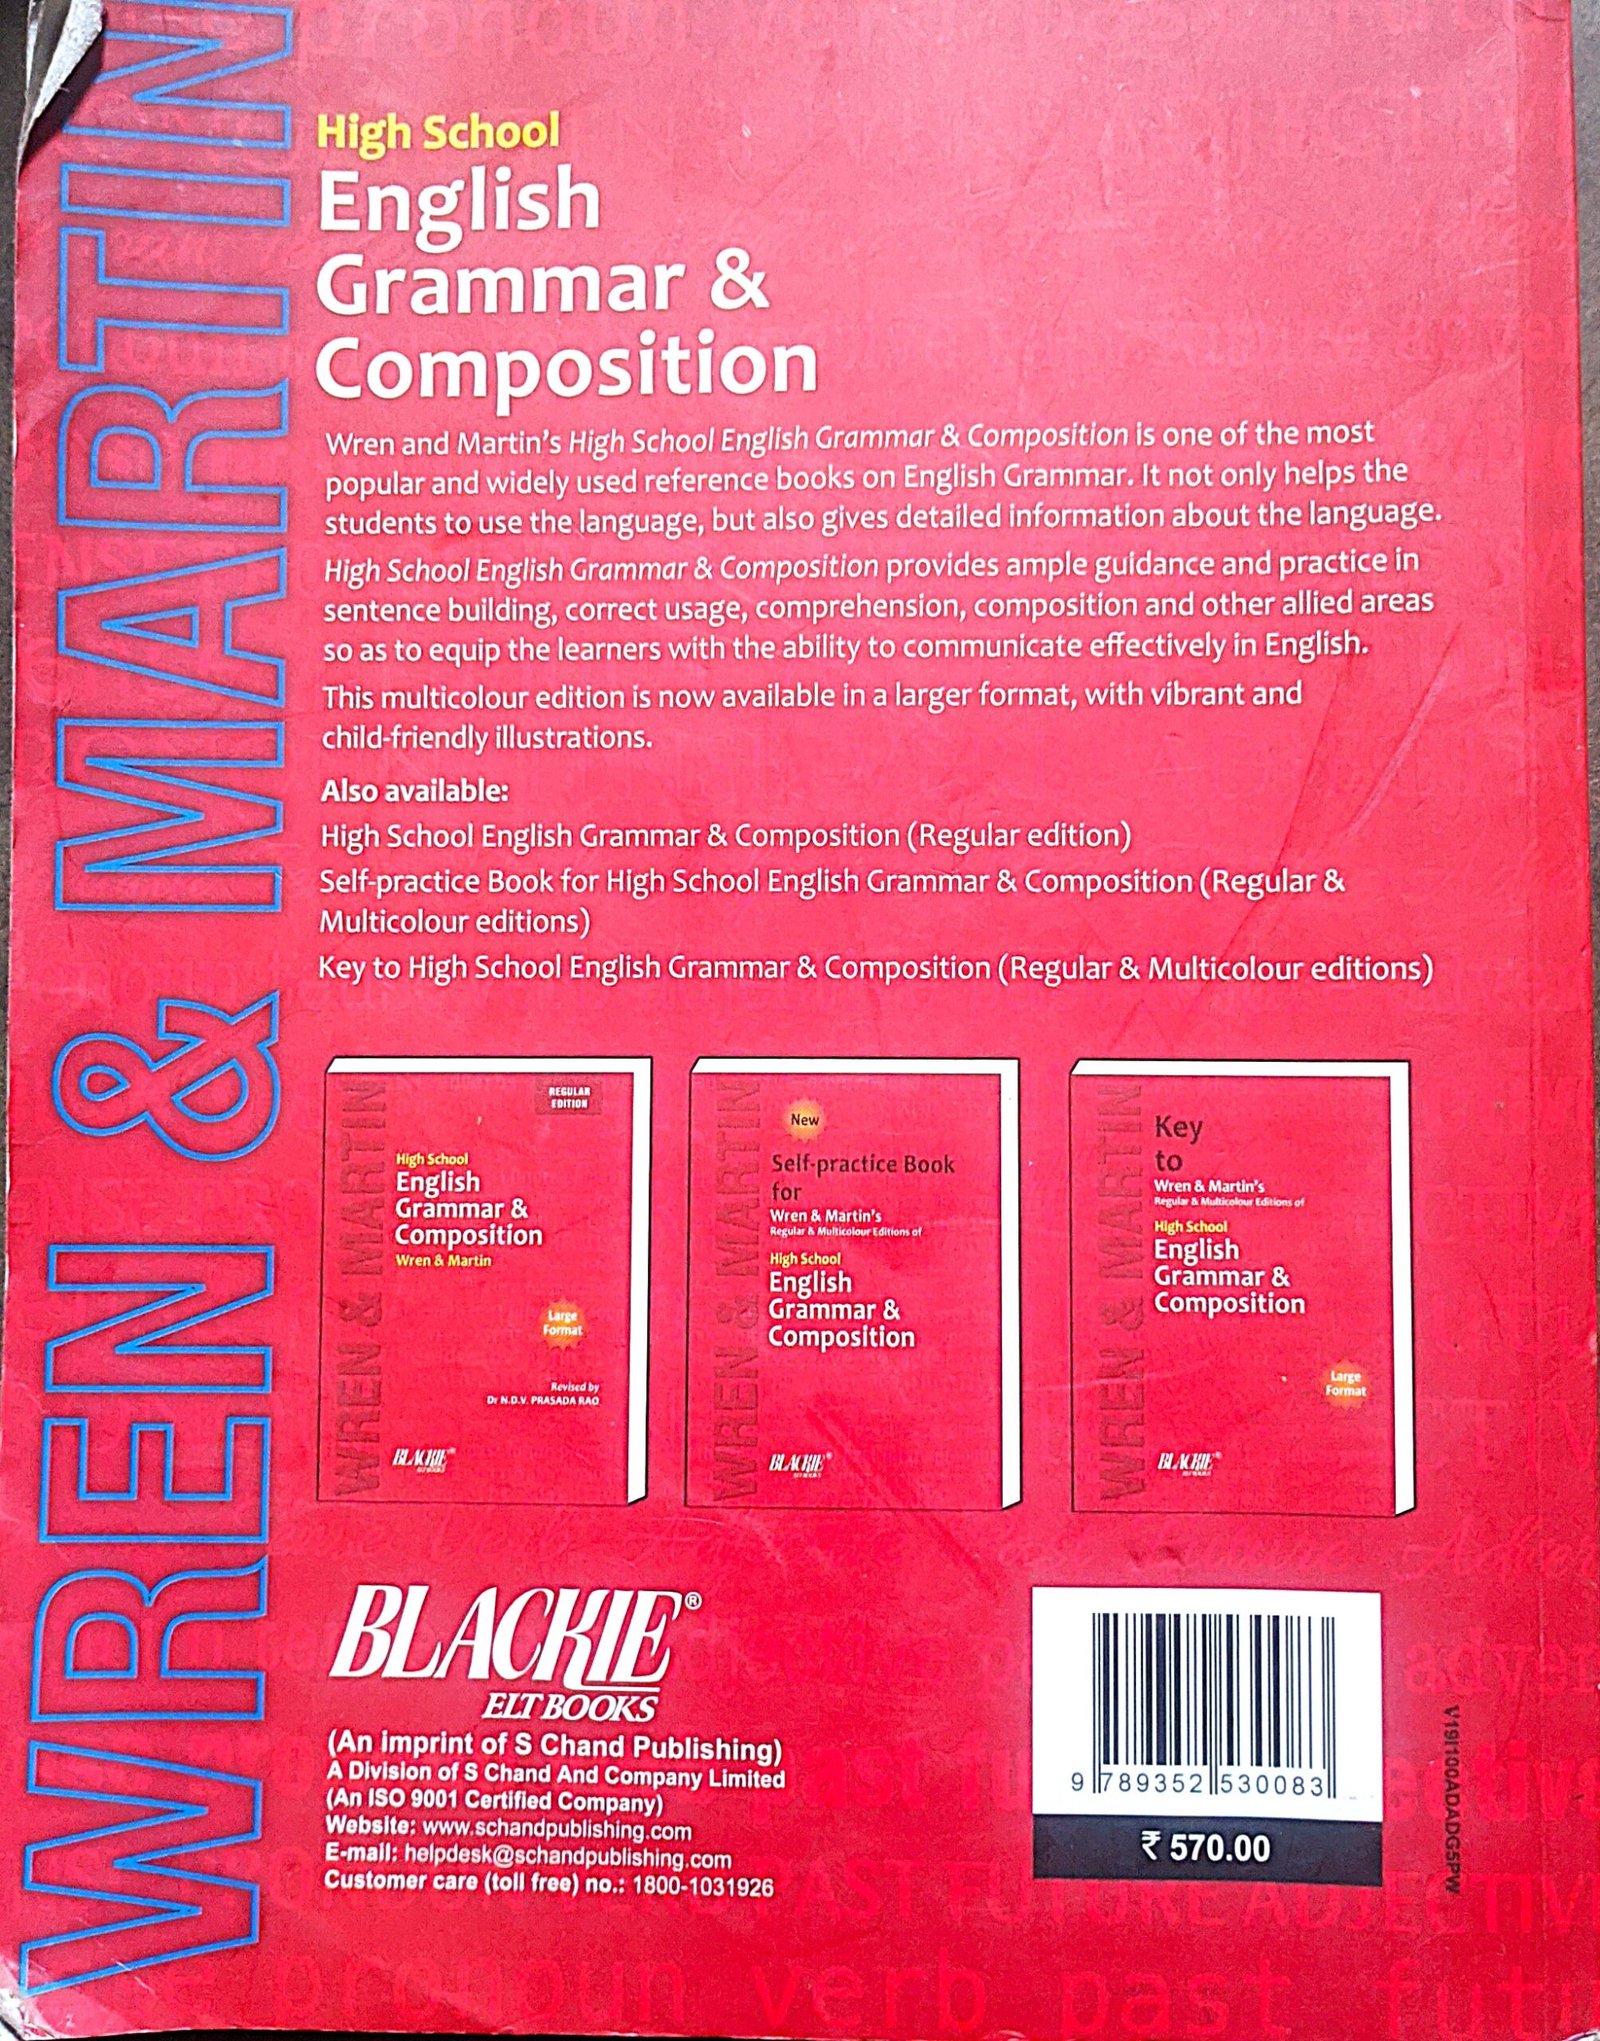 WREN & MARTIN
High School
English
Grammar &
Composition
Wren and Martin's High School English Grammar & Composition is one of the most
popular and widely used reference books on English Grammar. It not only helps the
students to use the language, but also gives detailed information about the language.
High School English Grammar & Composition provides ample guidance and practice in
sentence building, correct usage, comprehension, composition and other allied areas
so as to equip the learners with the ability to communicate effectively in English.
This multicolour edition is now available in a larger format, with vibrant and
child-friendly illustrations.
Also available:
High School English Grammar & Composition (Regular edition)
Self-practice Book for High School English Grammar & Composition (Regular &
Multicolour editions)
Key to High School English Grammar & Composition (Regular & Multicolour editions)
WREN & MARTIN
REGULAR
EDITION
High School
English
Grammar &
Composition
Wren & Martin
Large
Format
Revised by
Dr N.D.V. PRASADA RAO
BLACKIE®
ELT BOOKS
WREN & MARTIN
New
Self-practice Book
for
Wren & Martin's
Regular & Multicolour Editions of
High School
English
Grammar &
Composition
BLACKIE®
ELT BOOKS
WREN & MARTIN
Key
to
Wren & Martin's
Regular & Multicolour Editions of
High School
English
Grammar &
Composition
Large
Format
BLACKIE®
ELT BOOKS
BLACKIE®
ELT BOOKS
(An imprint of S Chand Publishing)
A Division of S Chand And Company Limited
(An ISO 9001 Certified Company)
Website: www.schandpublishing.com
E-mail: helpdesk@schandpublishing.com
Customer care (toll free) no.: 1800-1031926
9 789352 530083
₹ 570.00
V19I100ADADG5PW
pronoun verb past